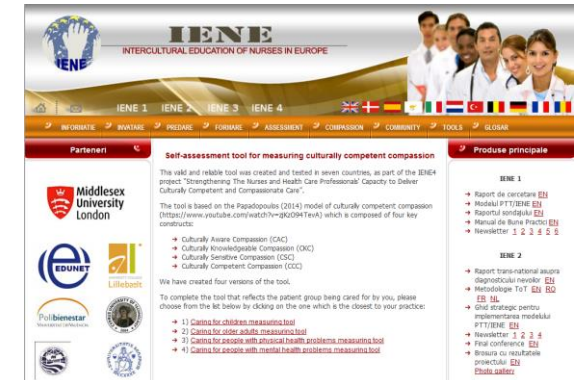 IENE
INTERCULTURAL EDUCATION OF NURSES IN EUROPE
IENE
IENE 1 IENE 2 IENE 3 IENE 4
INFORMATIE INVATARE PREDARE FORMARE ASSESSMENT COMPASSION COMMUNITY TOOLS GLOSAR
Parteneri
Middlesex
University
London
EDUNET
Lillebaelt
Polibienestar
Self-assessment tool for measuring culturally competent compassion
This valid and reliable tool was created and tested in seven countries, as part of the IENE4
project "Strengthening The Nurses and Health Care Professionals' Capacity to Deliver
Culturally Competent and Compassionate Care".
The tool is based on the Papadopoulos (2014) model of culturally competent compassion
(https://www.youtube.com/watch?v=zjKzO94TevA) which is composed of four key
constructs:
Culturally Aware Compassion (CAC)
Culturally Knowledgeable Compassion (CKC)
Culturally Sensitive Compassion (CSC)
Culturally Competent Compassion (CCC)
We have created four versions of the tool.
To complete the tool that reflects the patient group being cared for by you, please
choose from the list below by clicking on the one which is the closest to your practice:
1) Caring for children measuring tool
2) Caring for older adults measuring tool
3) Caring for people with physical health problems measuring tool
4) Caring for people with mental health problems measuring tool
Produse principale
IENE 1
Raport de cercetare EN
Modelul PTT/IENE EN
Raportul sondajului EN
Manual de Bune Practici EN
Newsletter 1 2 3 4 5 6
IENE 2
Raport trans-national asupra
diagnosticului nevoilor EN
Metodologie ToT EN RO
FR NL
Ghid strategic pentru
implementarea modelului
PTT/IENE EN
Newsletter 1 2 3 4
Final conference EN
Brosura cu rezultatele
proiectului EN
Photo gallery